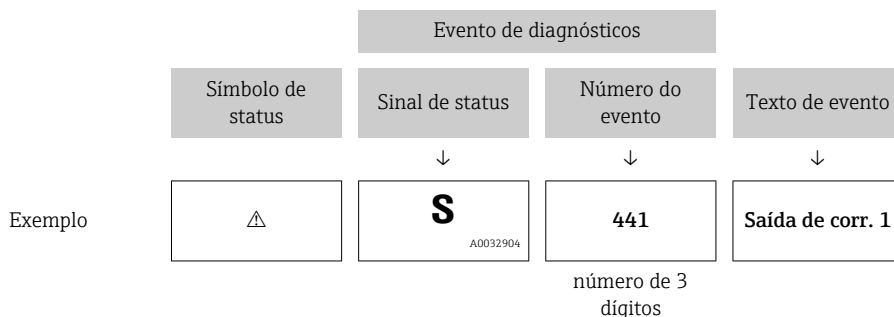 Evento de diagnósticos
Símbolo de
status
Sinal de status
Número do
evento
Texto de evento
↓
↓
↓
Exemplo
⚠
S
A0032904
441
Saída de corr. 1
número de 3
dígitos